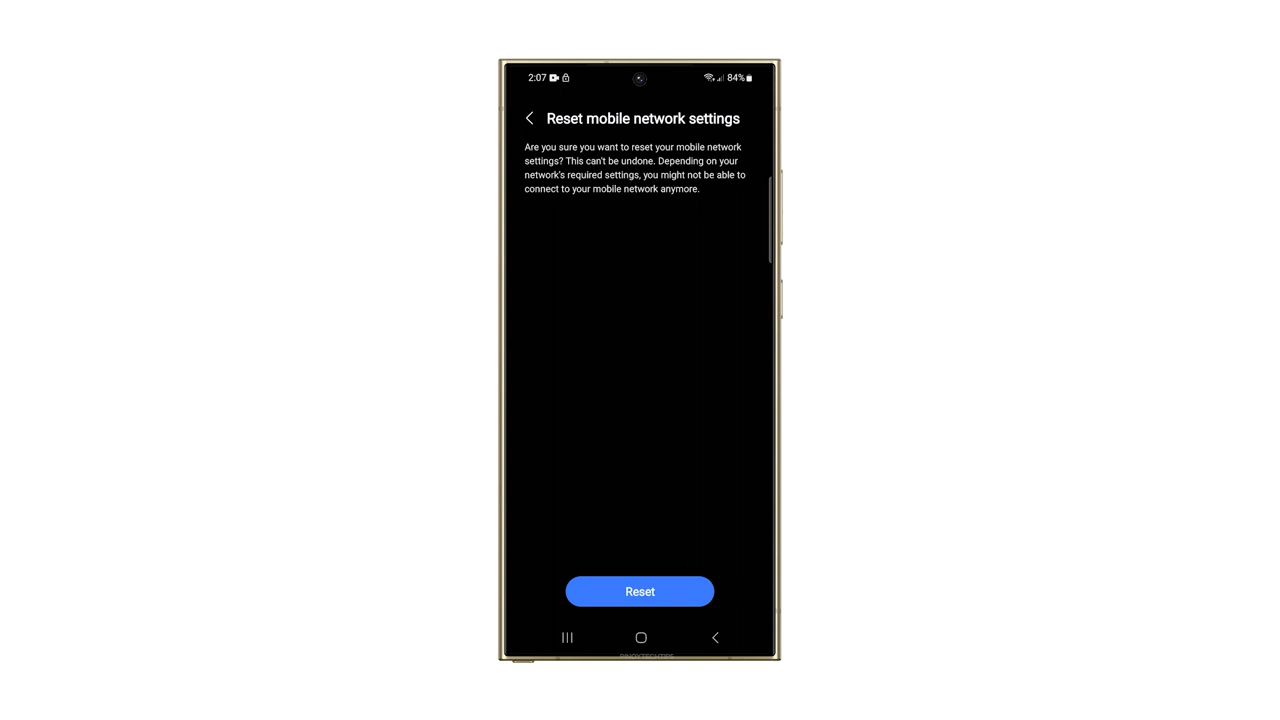 2:07 84%
Reset mobile network settings
Are you sure you want to reset your mobile network
settings? This can't be undone. Depending on your
network's required settings, you might not be able to
connect to your mobile network anymore.
Reset
PINOYTECHTIPS